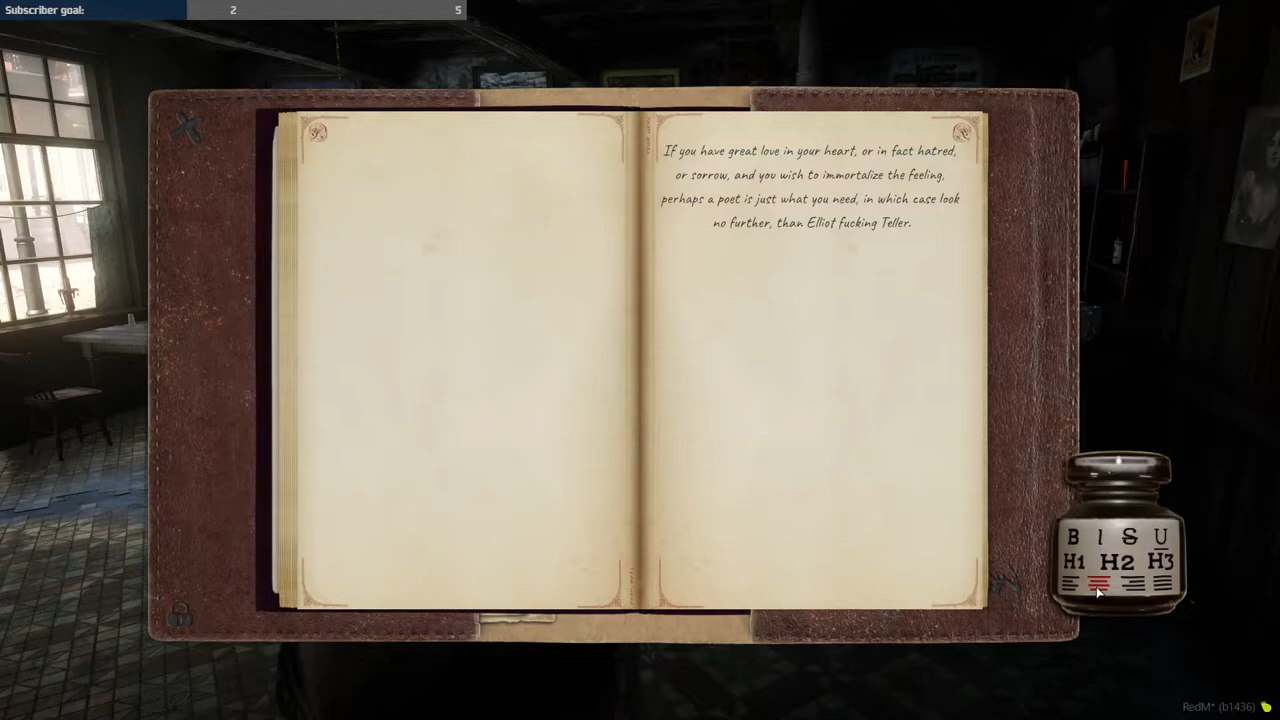 Subscriber goal: 2 5
If you have great love in your heart, or in fact hatred,
or sorrow, and you wish to immortalize the feeling,
perhaps a poet is just what you need, in which case look
no further, than Elliot fucking Teller.
B I S U
H1 H2 H3
RedM* (b1436)